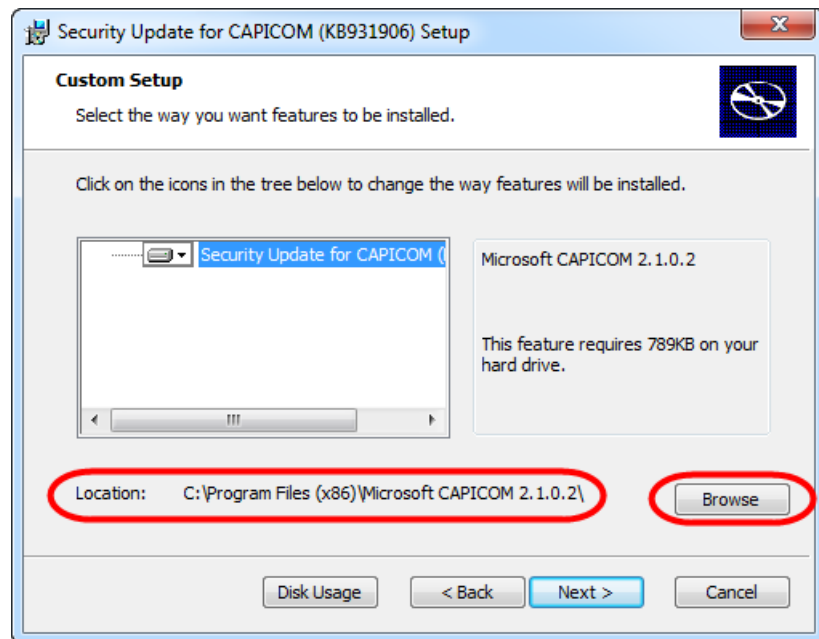 Security Update for CAPICOM (KB931906) Setup
Custom Setup
Select the way you want features to be installed.
Click on the icons in the tree below to change the way features will be installed.
Security Update for CAPICOM (
Microsoft CAPICOM 2.1.0.2
This feature requires 789KB on your
hard drive.
Location: C:\Program Files (x86)\Microsoft CAPICOM 2.1.0.2\
Browse
Disk Usage
< Back
Next >
Cancel